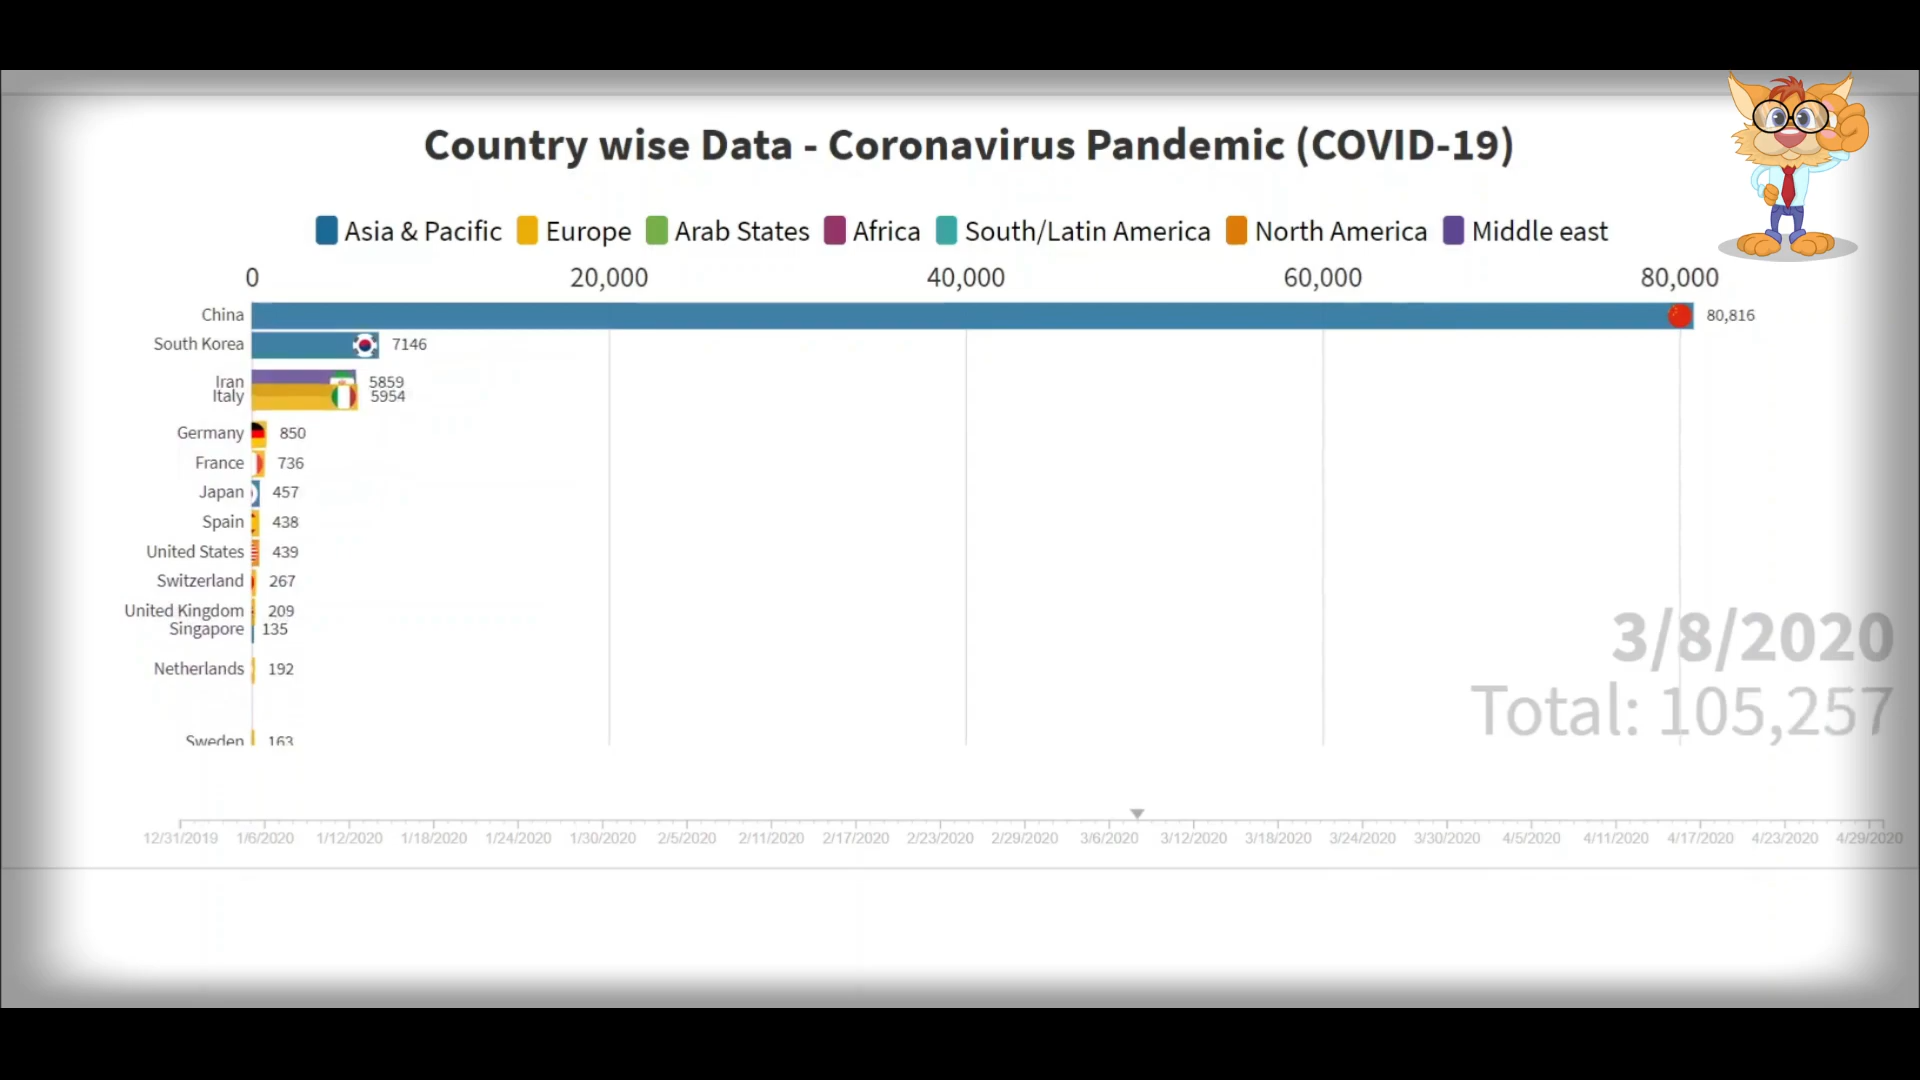 Country wise Data - Coronavirus Pandemic (COVID-19)
Asia & Pacific Europe Arab States Africa South/Latin America North America Middle east
0 20,000 40,000 60,000 80,000
China 80,816
South Korea 7146
Iran 5859
Italy 5954
Germany 850
France 736
Japan 457
Spain 438
United States 439
Switzerland 267
United Kingdom 209
Singapore 135
Netherlands 192
Sweden 163
3/8/2020
Total: 105,257
12/31/2019 1/6/2020 1/12/2020 1/18/2020 1/24/2020 1/30/2020 2/5/2020 2/11/2020 2/17/2020 2/23/2020 2/29/2020 3/6/2020 3/12/2020 3/18/2020 3/24/2020 3/30/2020 4/5/2020 4/11/2020 4/17/2020 4/23/2020 4/29/2020